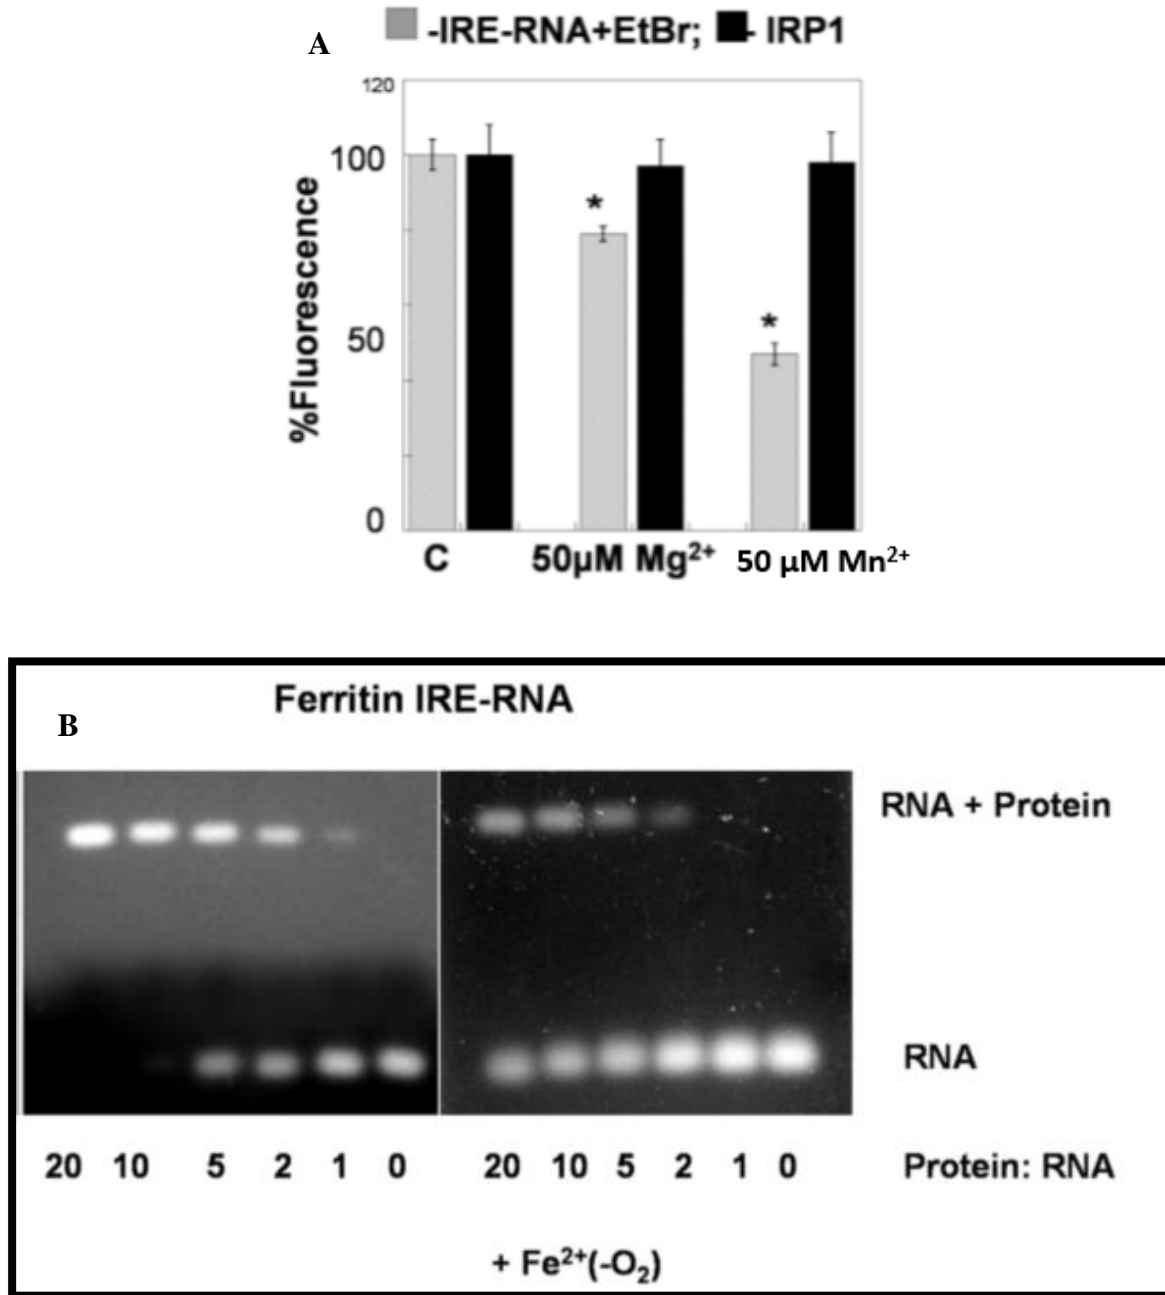 A
-IRE-RNA+EtBr; - IRP1
120
100
50
0
%Fluorescence
C 50μM Mg²⁺ 50 μM Mn²⁺
Ferritin IRE-RNA
B
RNA + Protein
RNA
20 10 5 2 1 0 20 10 5 2 1 0 Protein: RNA
+ Fe²⁺(-O₂)